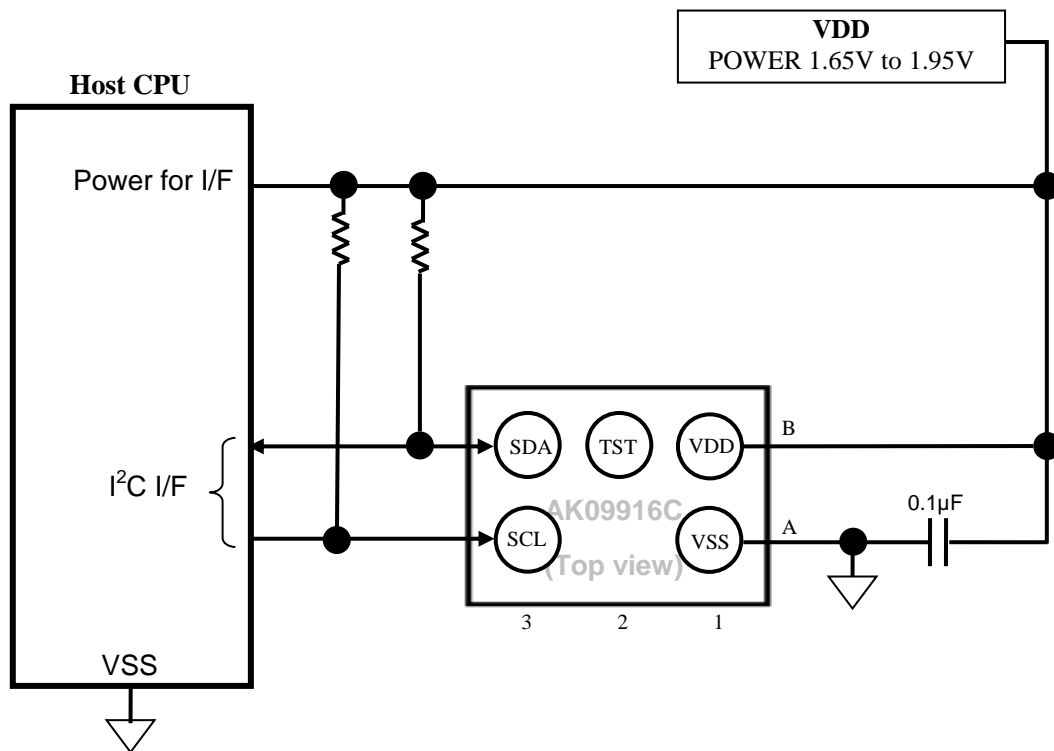 VDD
POWER 1.65V to 1.95V
Host CPU
Power for I/F
I²C I/F
VSS
SDA
TST
VDD
B
AK09916C
SCL
VSS
A
(Top view)
3
2
1
0.1µF